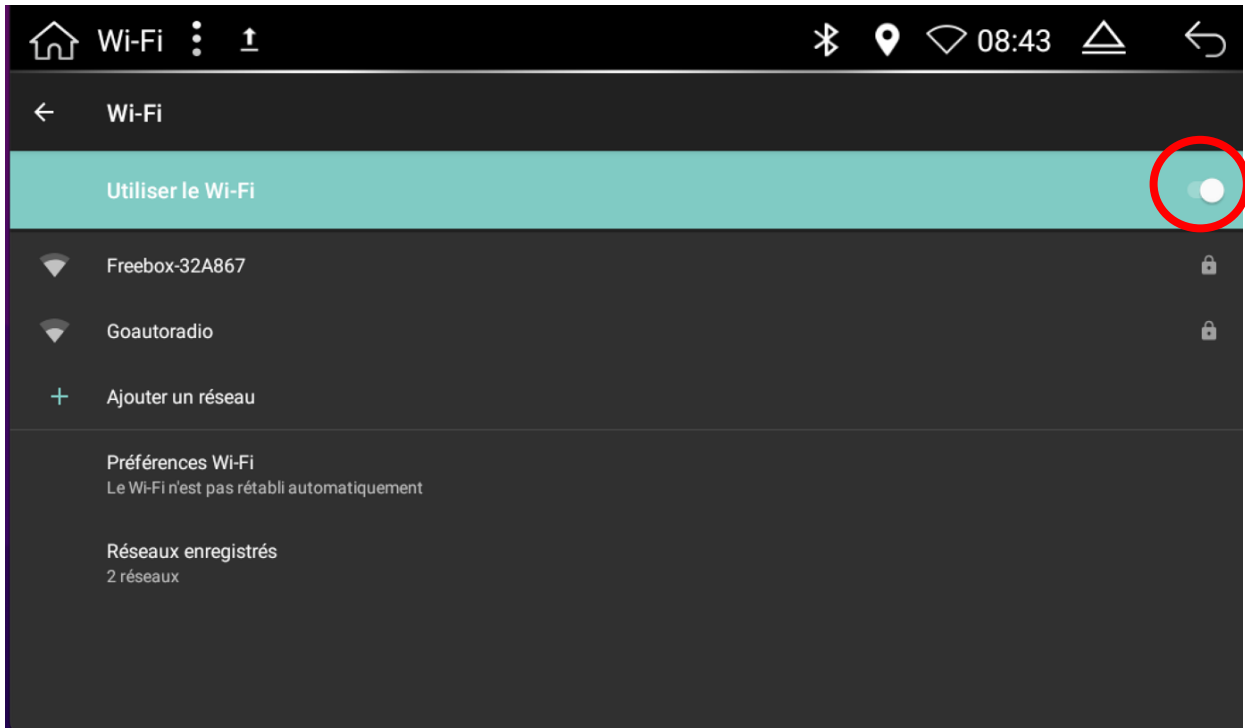 Wi-Fi 08:43
Wi-Fi
Utiliser le Wi-Fi
Freebox-32A867
Goautoradio
Ajouter un réseau
Préférences Wi-Fi
Le Wi-Fi n'est pas rétabli automatiquement
Réseaux enregistrés
2 réseaux